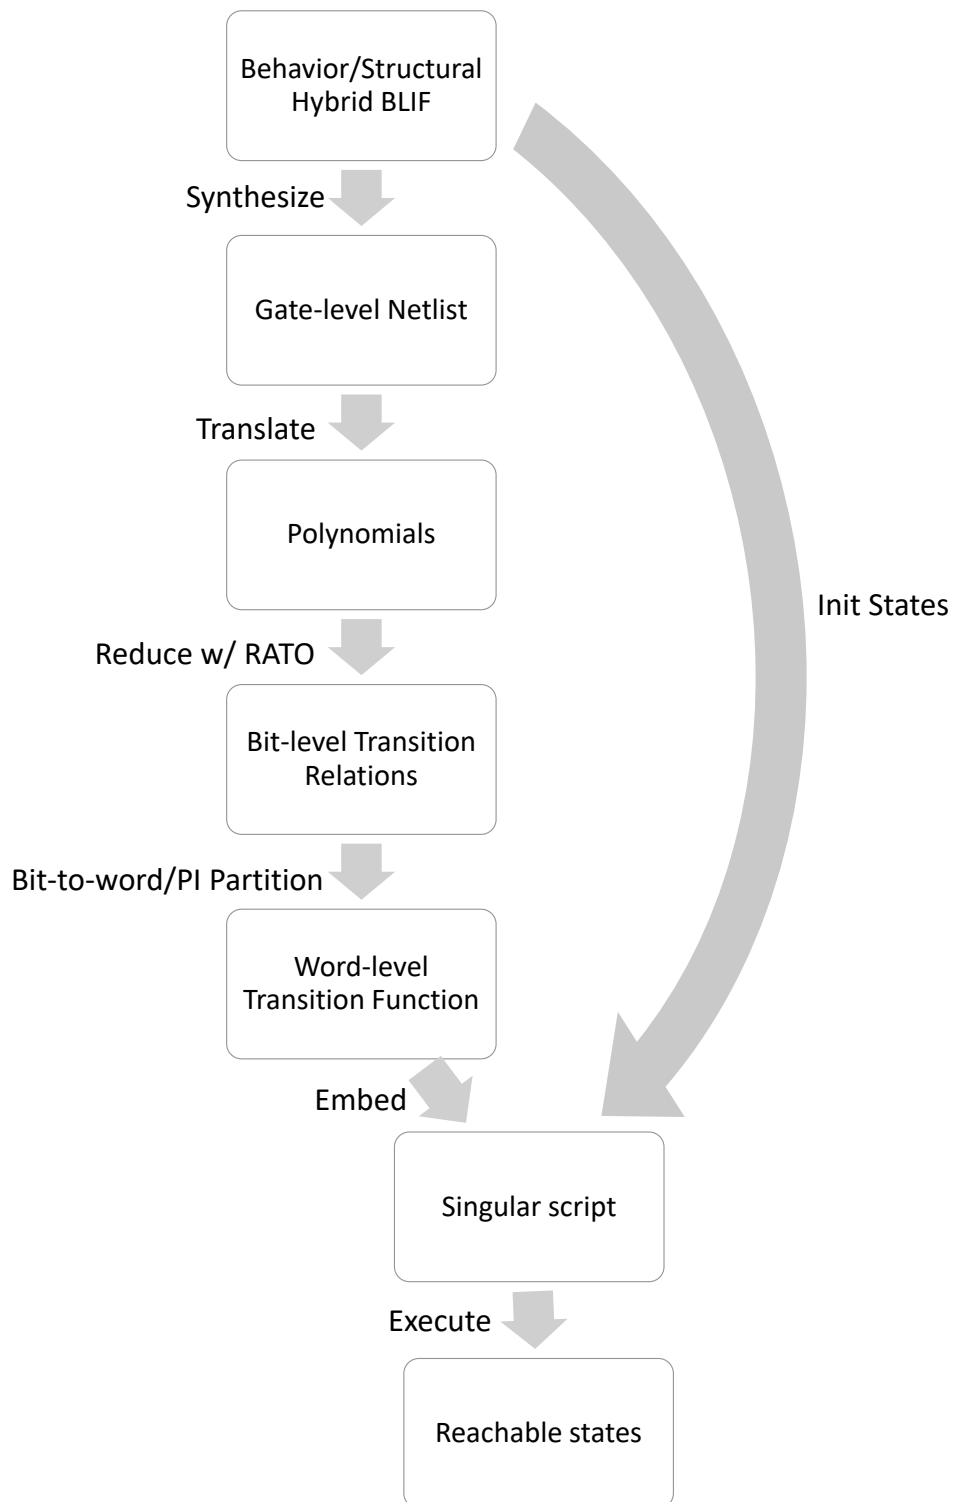 Behavior/Structural
Hybrid BLIF
Synthesize
Gate-level Netlist
Translate
Polynomials
Init States
Reduce w/ RATO
Bit-level Transition
Relations
Bit-to-word/PI Partition
Word-level
Transition Function
Embed
Singular script
Execute
Reachable states